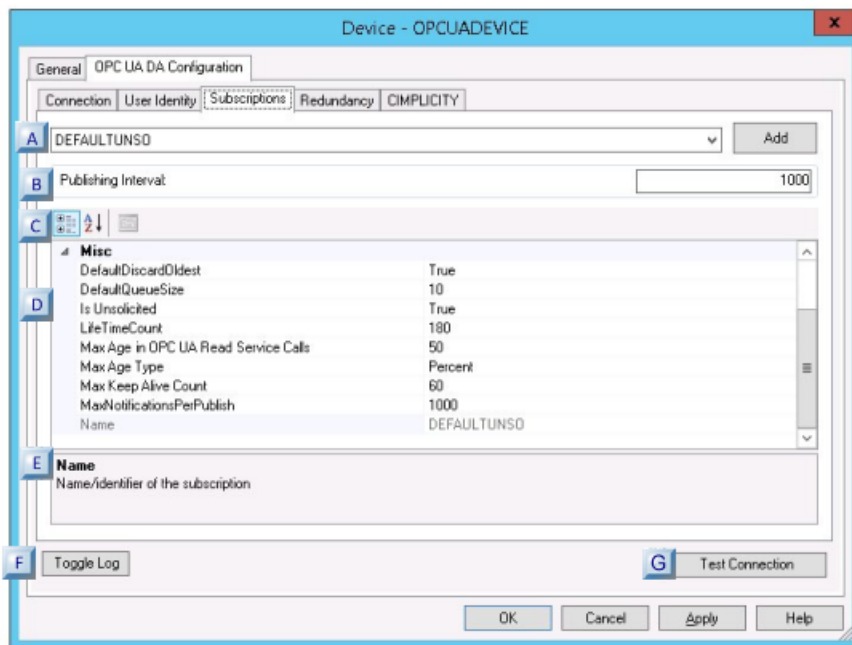 Device - OPCUADEVICE
x
General OPC UA DA Configuration
Connection User Identity Subscriptions Redundancy CIMPLICITY
A DEFAULTUNSO Add
B Publishing Interval: 1000
C A Z
Misc
DefaultDiscardOldest True
DefaultQueueSize 10
D Is Unsolicited True
LifeTimeCount 180
Max Age in OPC UA Read Service Calls 50
Max Age Type Percent
Max Keep Alive Count 60
MaxNotificationsPerPublish 1000
Name DEFAULTUNSO
E Name
Name/identifier of the subscription
F Toggle Log G Test Connection
OK Cancel Apply Help